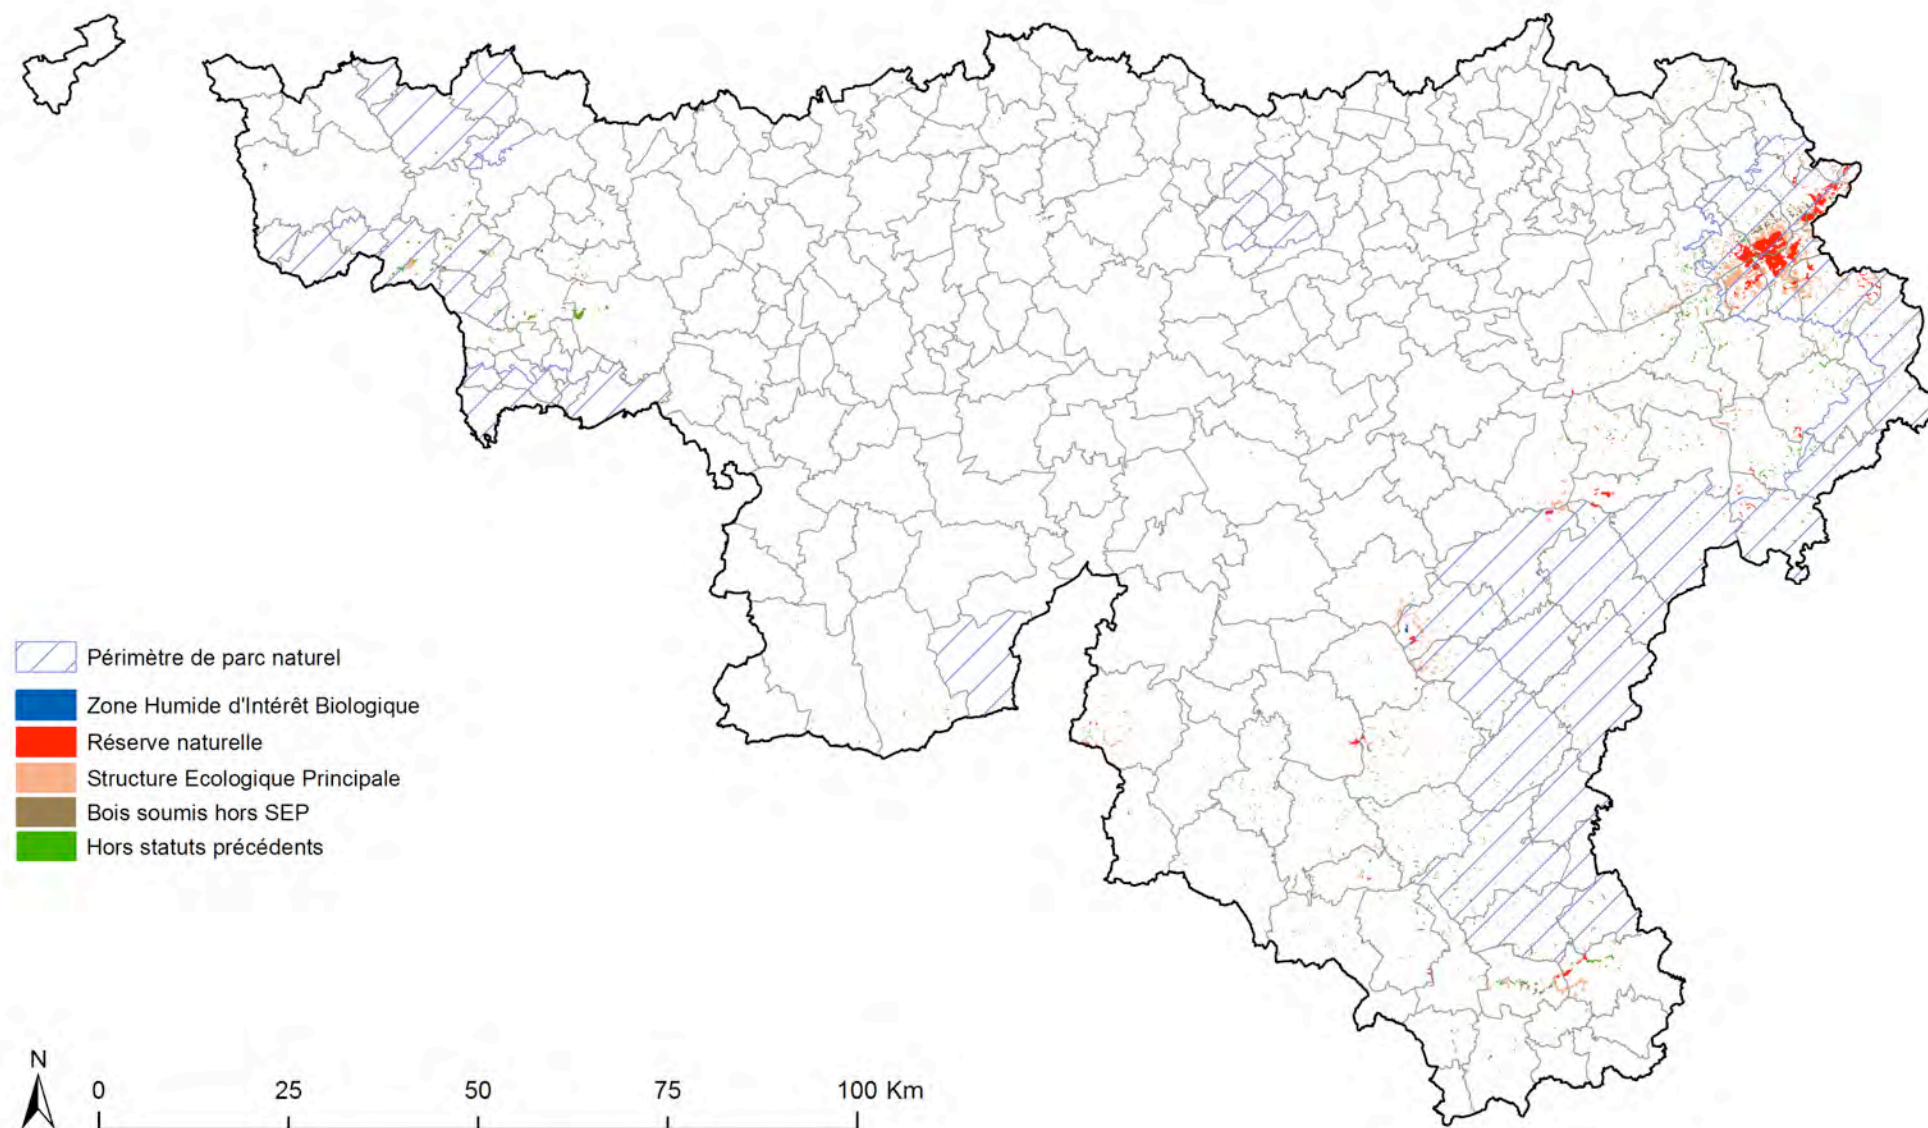 Périmètre de parc naturel
Zone Humide d'Intérêt Biologique
Réserve naturelle
Structure Ecologique Principale
Bois soumis hors SEP
Hors statuts précédents
N
0 25 50 75 100 Km